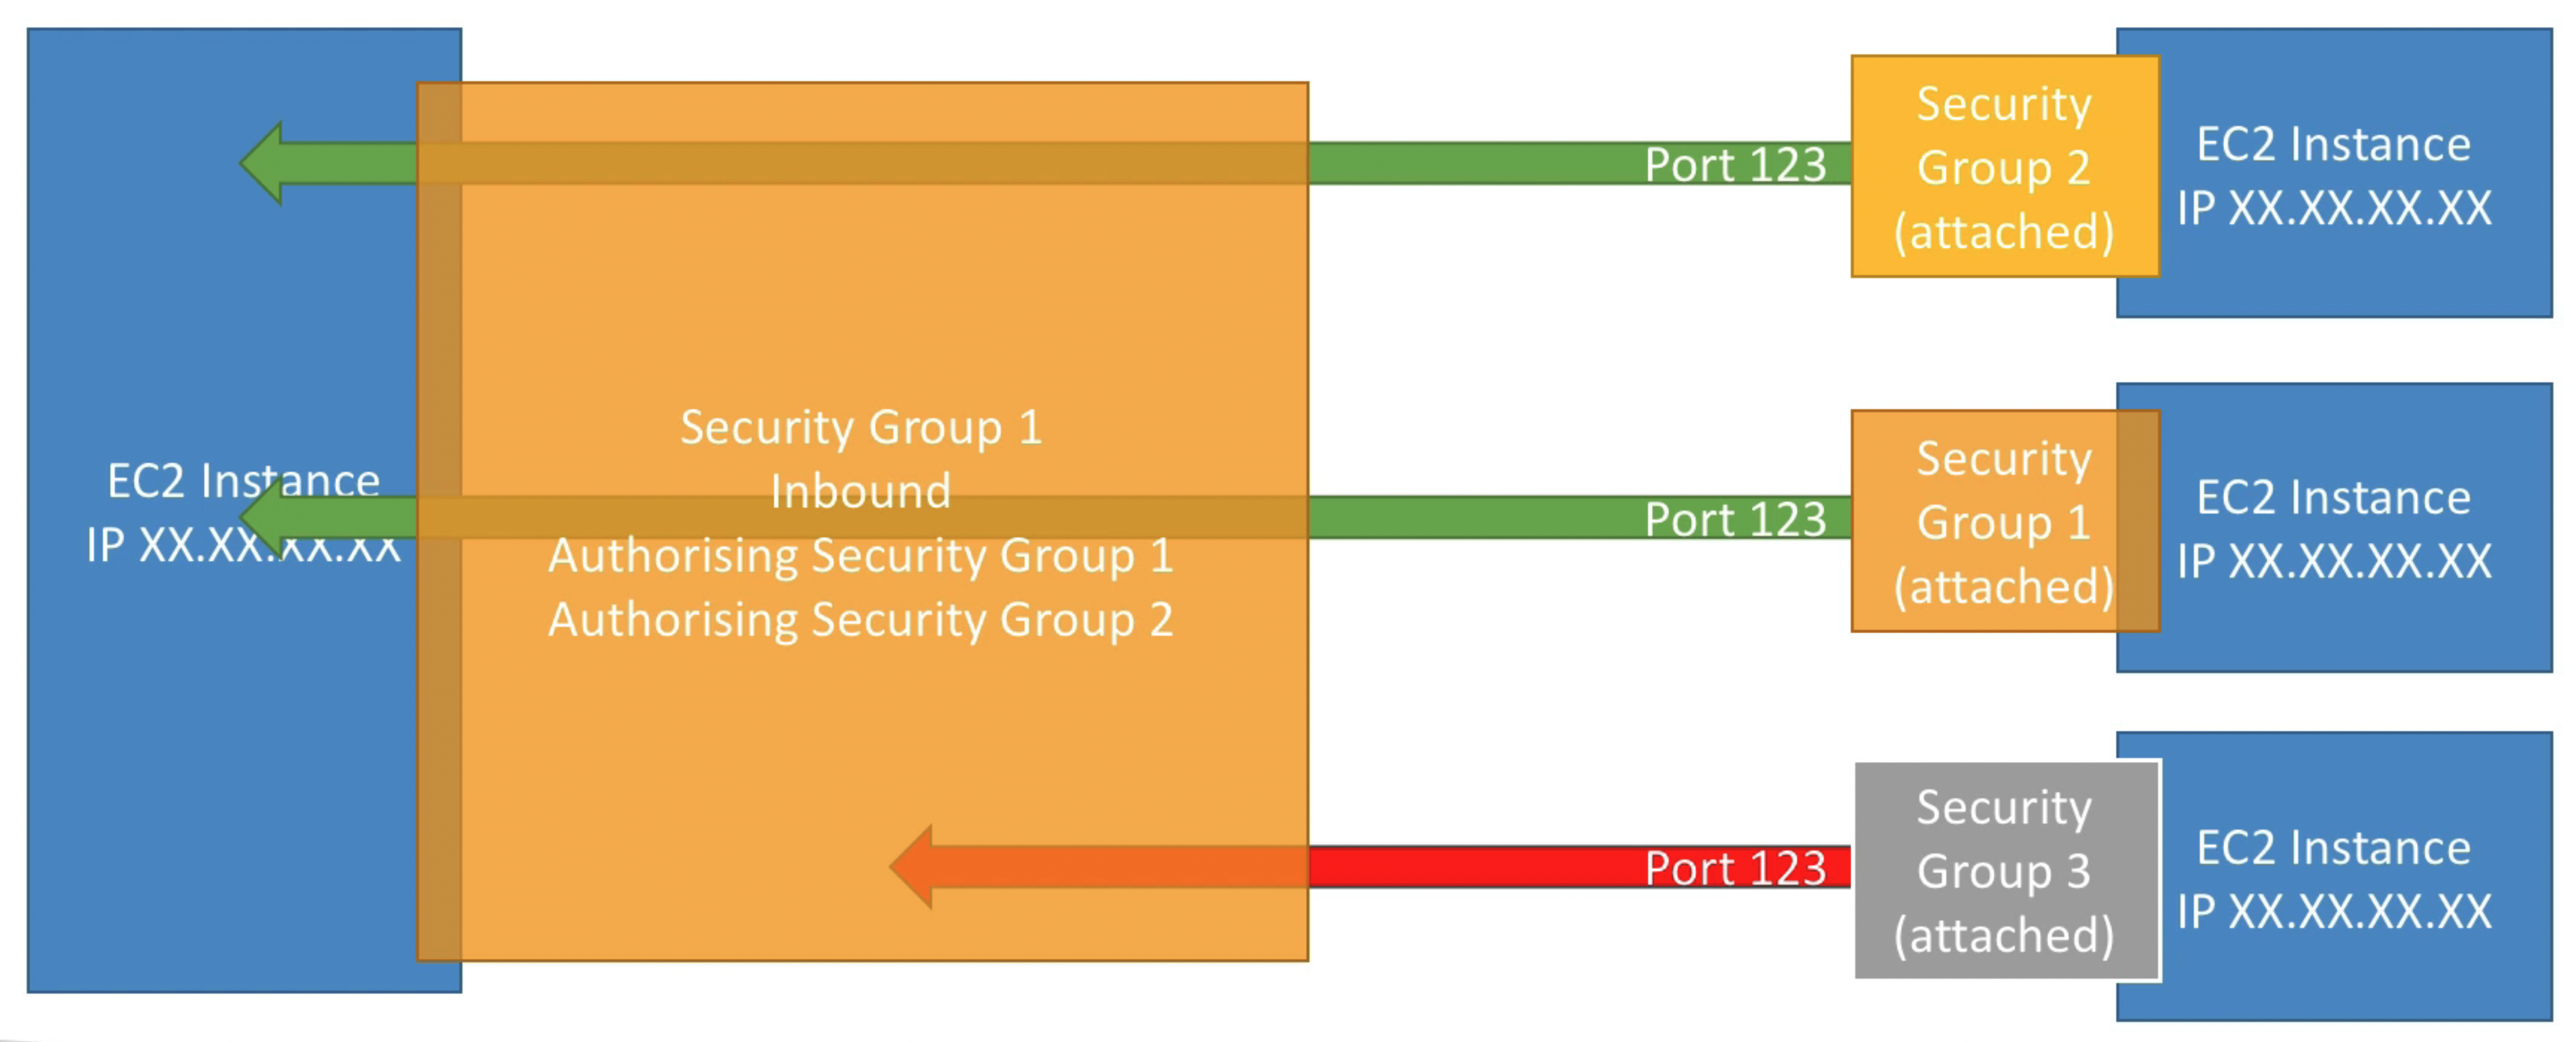 EC2 Instance
IP XX.XX.XX.XX
Security Group 1
Inbound
Authorising Security Group 1
Authorising Security Group 2
Port 123
Security
Group 2
(attached)
EC2 Instance
IP XX.XX.XX.XX
Port 123
Security
Group 1
(attached)
EC2 Instance
IP XX.XX.XX.XX
Port 123
Security
Group 3
(attached)
EC2 Instance
IP XX.XX.XX.XX